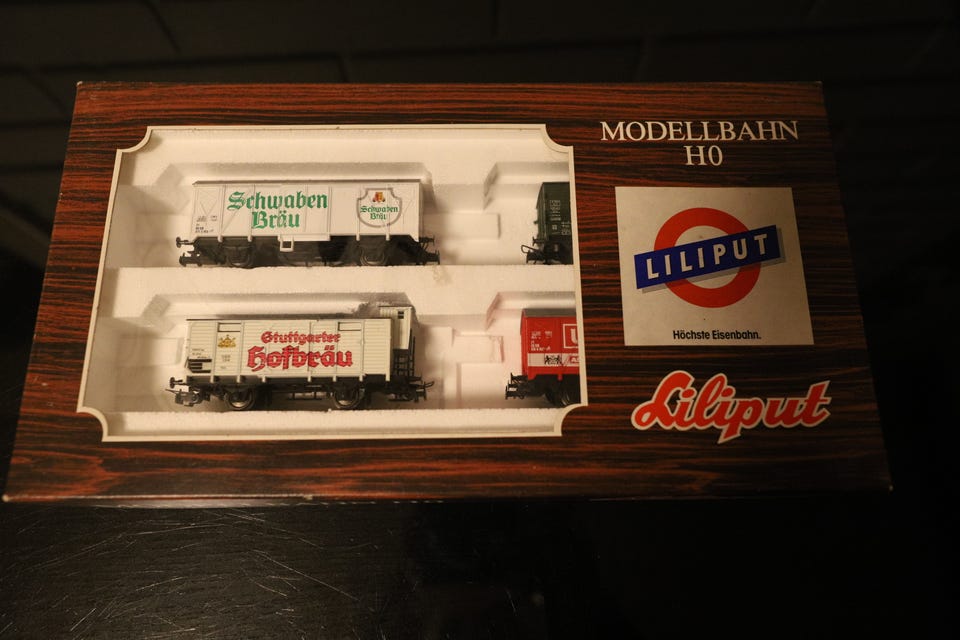 MODELLBAHN
H0
Schwaben
Bräu
Schwaben
Bräu
LILIPUT
Höchste Eisenbahn.
Stuttgarter
Hofbräu
Liliput